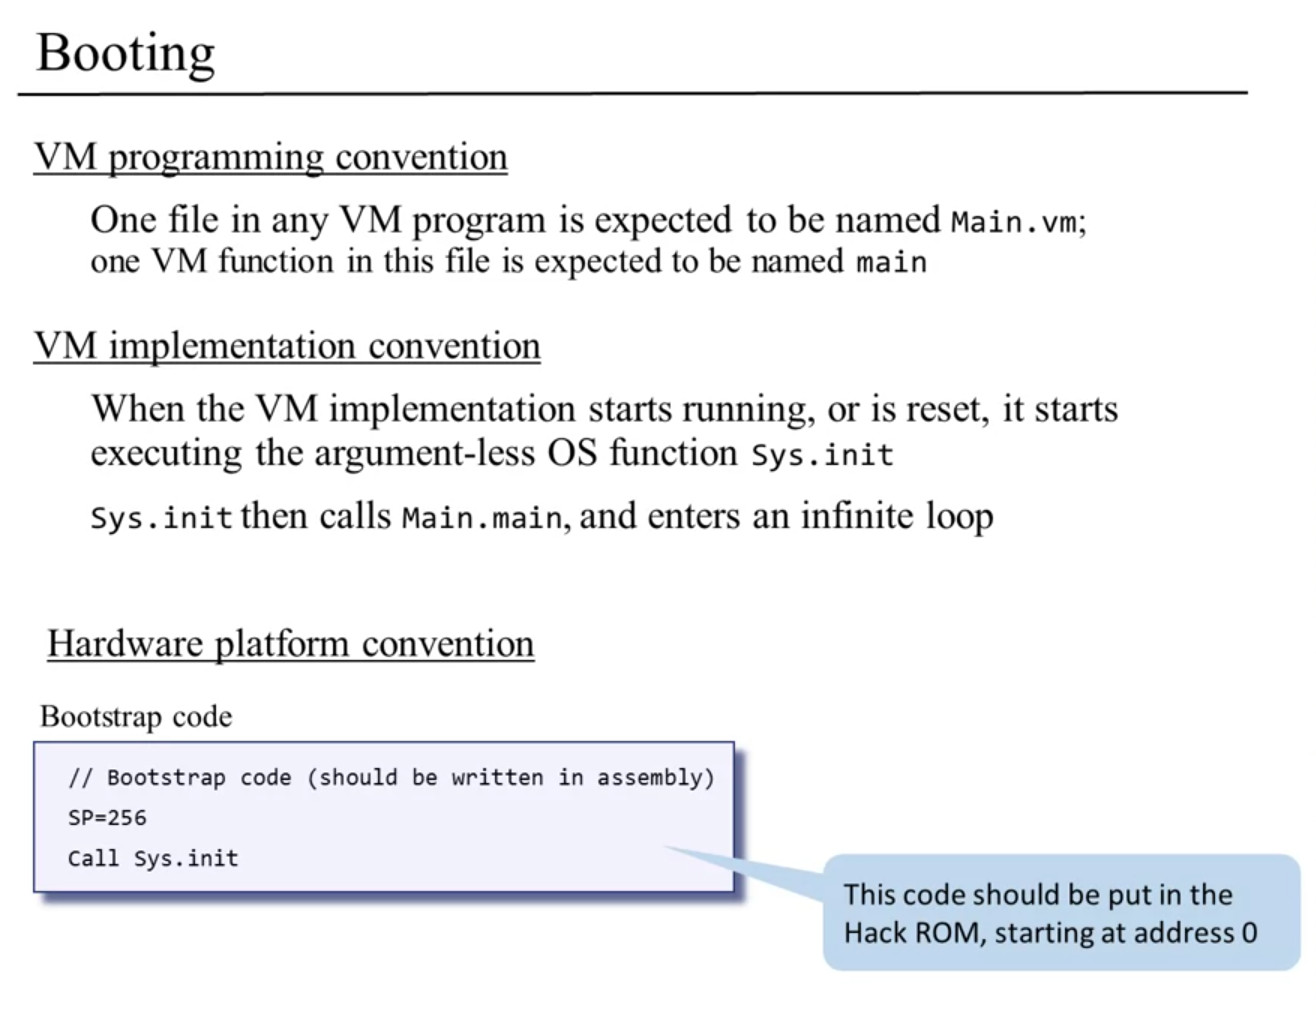 Booting
VM programming convention
One file in any VM program is expected to be named Main.vm;
one VM function in this file is expected to be named main
VM implementation convention
When the VM implementation starts running, or is reset, it starts
executing the argument-less OS function Sys.init
Sys.init then calls Main.main, and enters an infinite loop
Hardware platform convention
Bootstrap code
// Bootstrap code (should be written in assembly)
SP=256
Call Sys.init
This code should be put in the
Hack ROM, starting at address 0